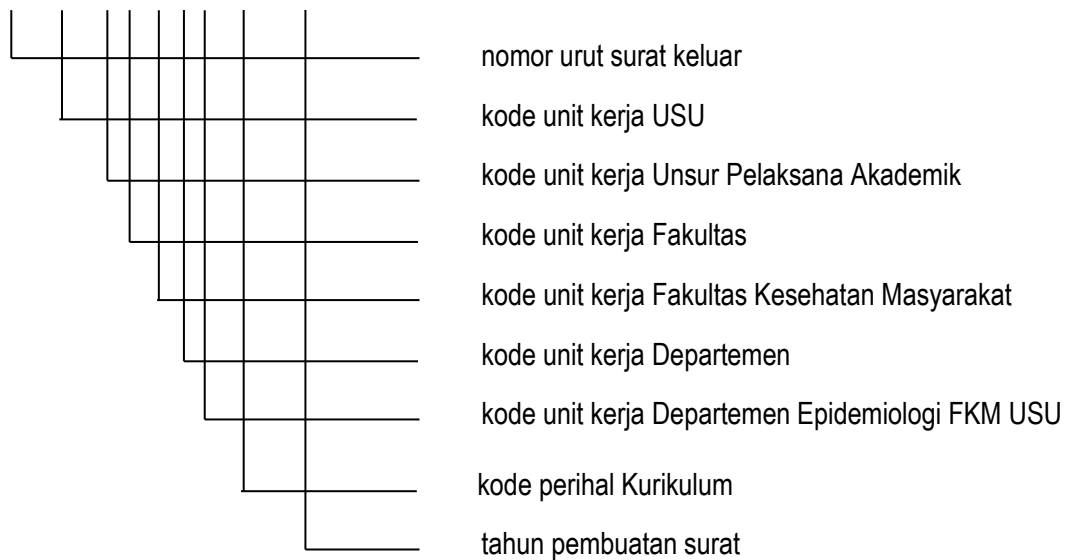 nomor urut surat keluar
kode unit kerja USU
kode unit kerja Unsur Pelaksana Akademik
kode unit kerja Fakultas
kode unit kerja Fakultas Kesehatan Masyarakat
kode unit kerja Departemen
kode unit kerja Departemen Epidemiologi FKM USU
kode perihal Kurikulum
tahun pembuatan surat